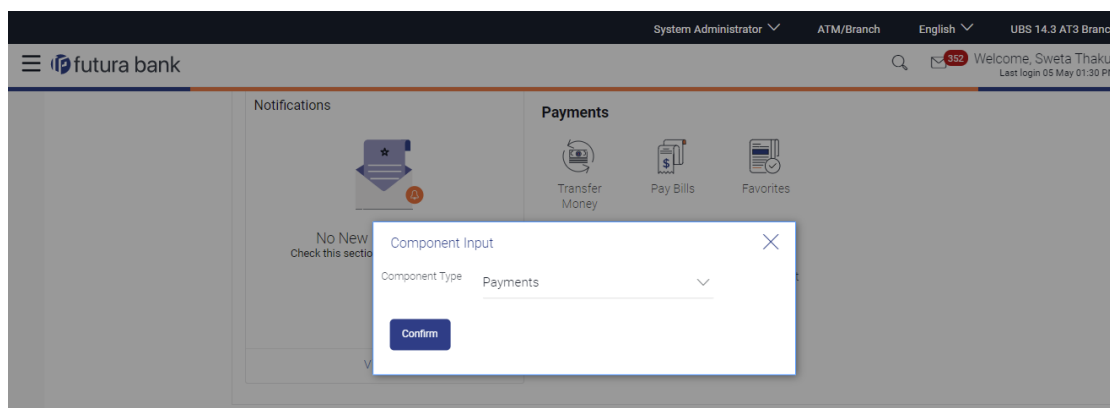 System Administrator ATM/Branch English UBS 14.3 AT3 Branc
futura bank
352 Welcome, Sweta Thaku
Last login 05 May 01:30 P
Notifications
Payments
$
Transfer Money
Pay Bills
Favorites
No New
Check this sectio
Component Input
Component Type
Payments
Confirm
V
t